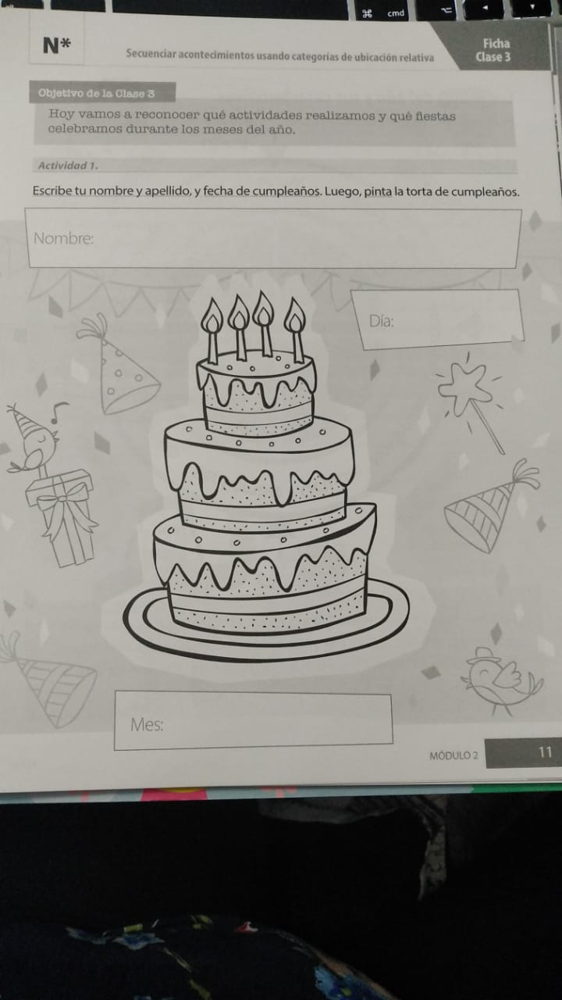 cmd
N*
Secuenciar acontecimientos usando categorías de ubicación relativa
Ficha
Clase 3
Objetivo de la Clase 3
Hoy vamos a reconocer qué actividades realizamos y qué fiestas
celebramos durante los meses del año.
Actividad 1.
Escribe tu nombre y apellido, y fecha de cumpleaños. Luego, pinta la torta de cumpleaños.
Nombre:
Día:
Mes:
MÓDULO 2
11